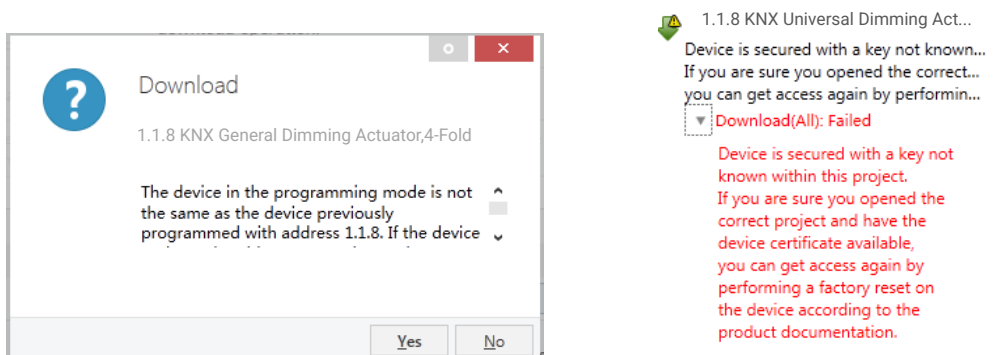 Download
1.1.8 KNX General Dimming Actuator,4-Fold
The device in the programming mode is not
the same as the device previously
programmed with address 1.1.8. If the device
Yes
No
1.1.8 KNX Universal Dimming Act...
Device is secured with a key not known...
If you are sure you opened the correct...
you can get access again by performin...
Download(All): Failed
Device is secured with a key not
known within this project.
If you are sure you opened the
correct project and have the
device certificate available,
you can get access again by
performing a factory reset on
the device according to the
product documentation.